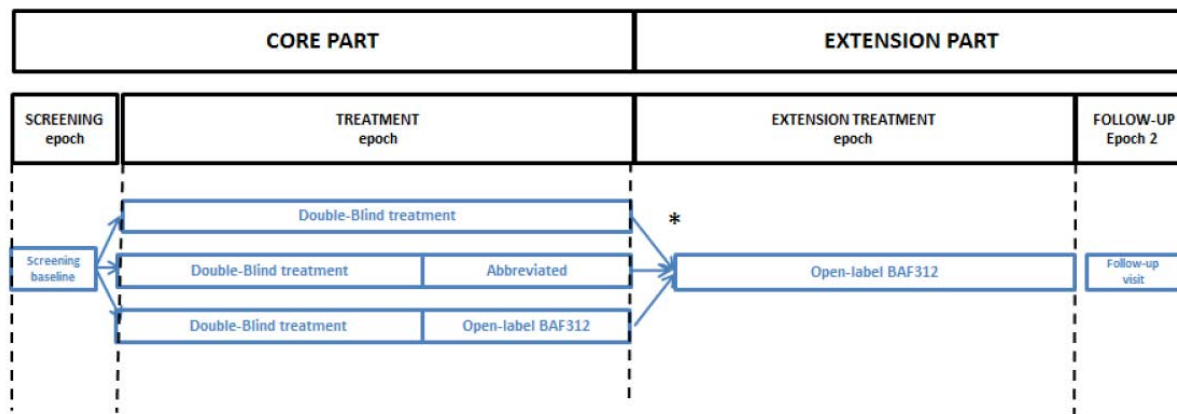 CORE PART
EXTENSION PART
SCREENING
epoch
TREATMENT
epoch
EXTENSION TREATMENT
epoch
FOLLOW-UP
Epoch 2
Double-Blind treatment
*
Screening
baseline
Double-Blind treatment
Abbreviated
Open-label BAF312
Follow-up
visit
Double-Blind treatment
Open-label BAF312